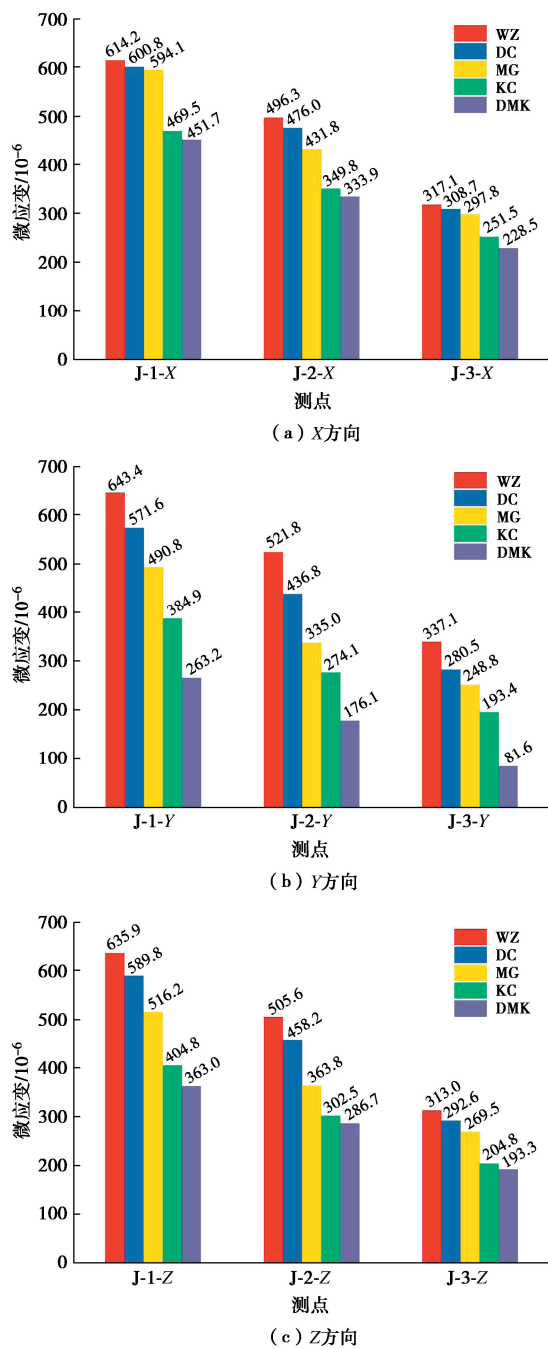 700
600
500
400
300
200
100
0
微应变/10⁻⁶
614.2
600.8
594.1
469.5
451.7
496.3
476.0
431.8
349.8
333.9
317.1
308.7
297.8
251.5
228.5
WZ
DC
MG
KC
DMK
J-1-X
J-2-X
J-3-X
测点
（a）X方向
700
600
500
400
300
200
100
0
微应变/10⁻⁶
643.4
571.6
490.8
384.9
263.2
521.8
436.8
335.0
274.1
176.1
337.1
280.5
248.8
193.4
81.6
WZ
DC
MG
KC
DMK
J-1-Y
J-2-Y
J-3-Y
测点
（b）Y方向
700
600
500
400
300
200
100
0
微应变/10⁻⁶
635.9
589.8
516.2
404.8
363.0
505.6
458.2
363.8
302.5
286.7
313.0
292.6
269.5
204.8
193.3
WZ
DC
MG
KC
DMK
J-1-Z
J-2-Z
J-3-Z
测点
（c）Z方向